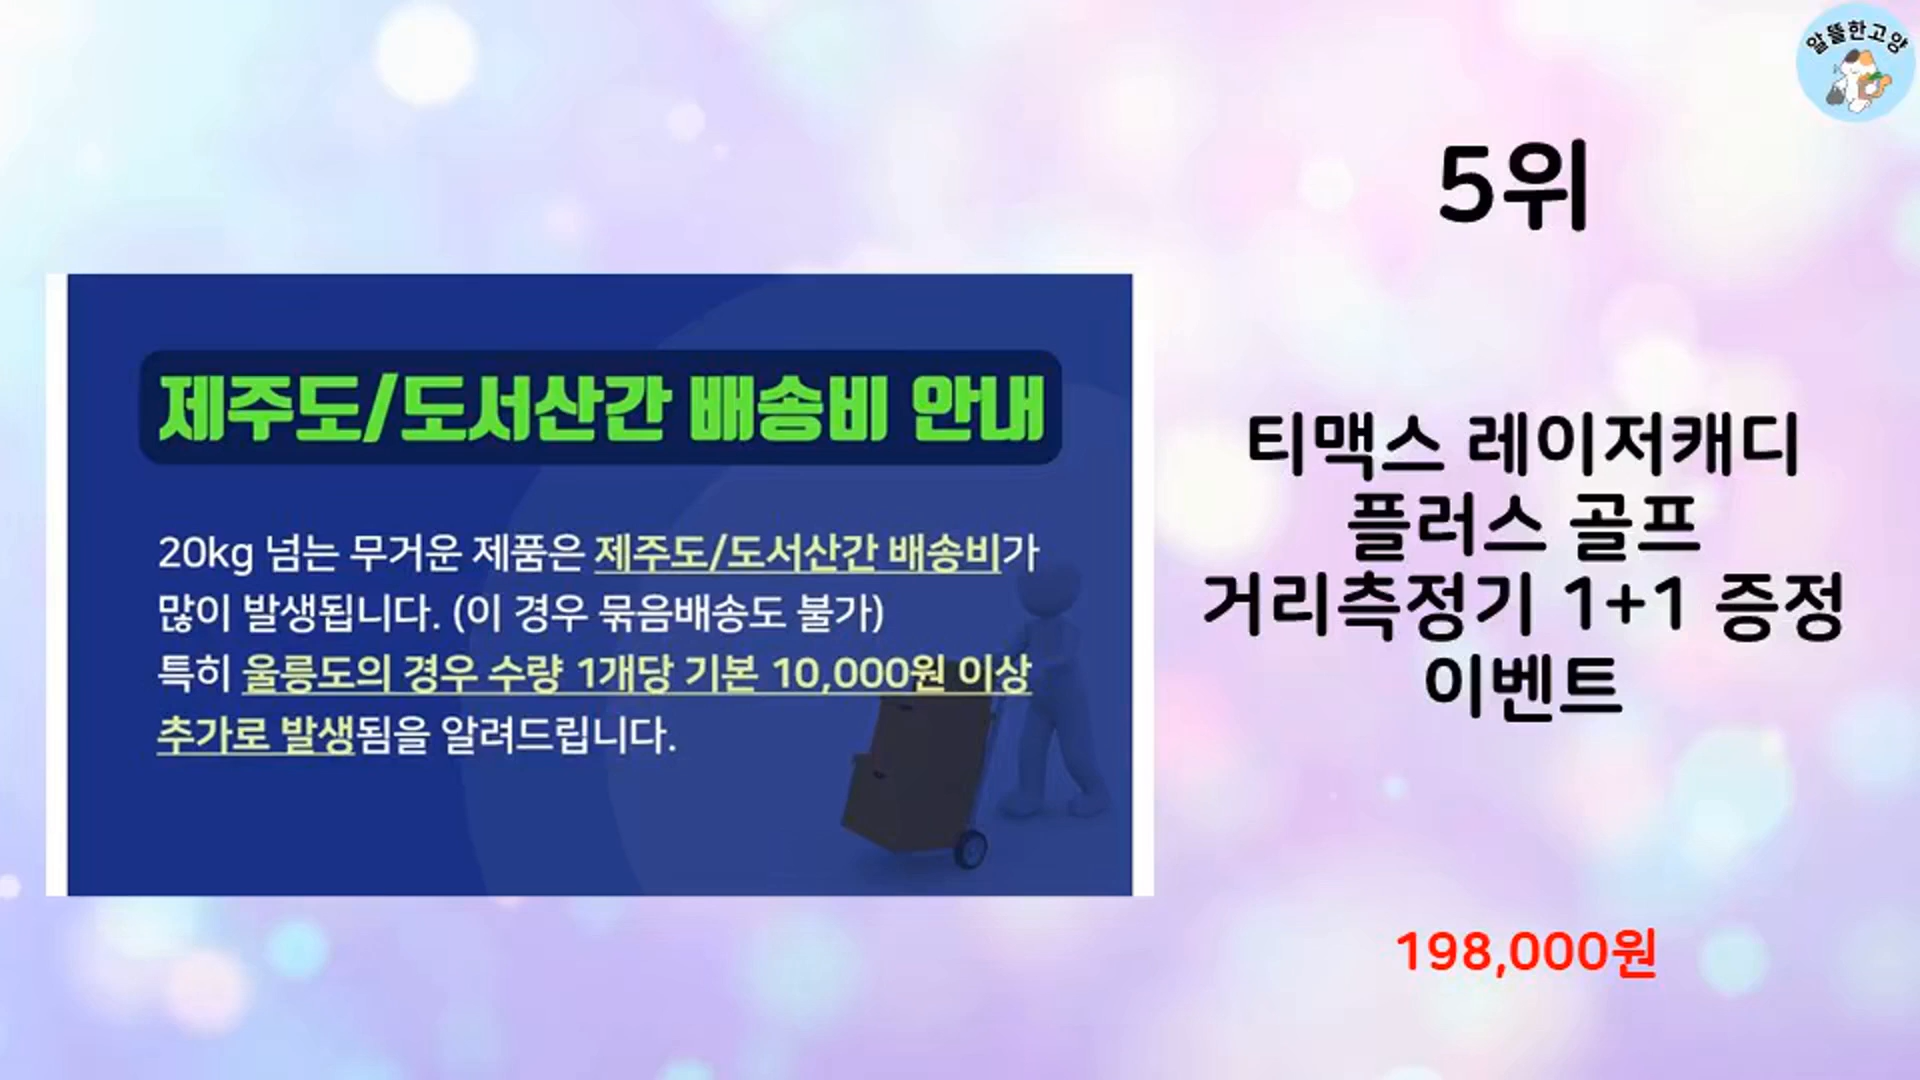 알뜰한고양
5위
제주도/도서산간 배송비 안내
20kg 넘는 무거운 제품은 제주도/도서산간 배송비가
많이 발생됩니다. (이 경우 묶음배송도 불가)
특히 울릉도의 경우 수량 1개당 기본 10,000원 이상
추가로 발생됨을 알려드립니다.
티맥스 레이저캐디
플러스 골프
거리측정기 1+1 증정
이벤트
198,000원